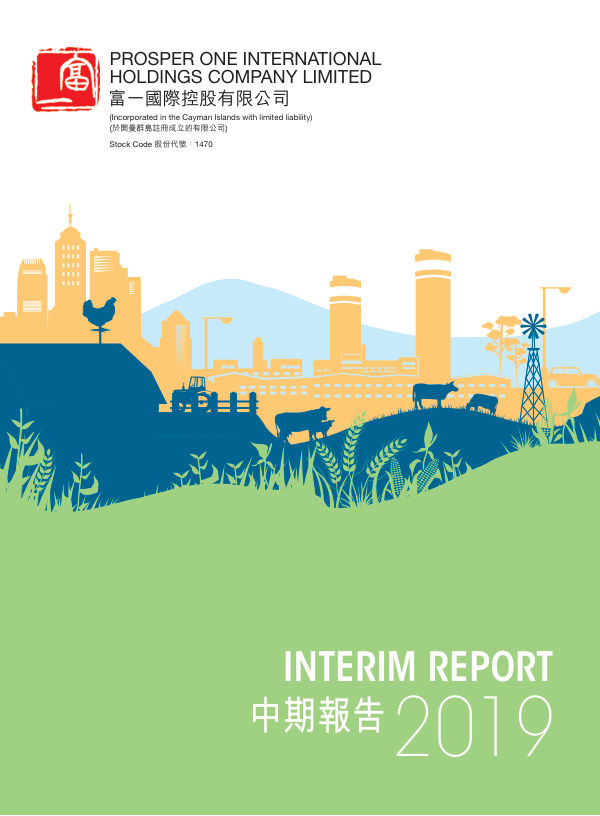 富一
PROSPER ONE INTERNATIONAL
HOLDINGS COMPANY LIMITED
富一國際控股有限公司
(Incorporated in the Cayman Islands with limited liability)
(於開曼群島註冊成立的有限公司)
Stock Code 股份代號：1470
INTERIM REPORT
中期報告 2019